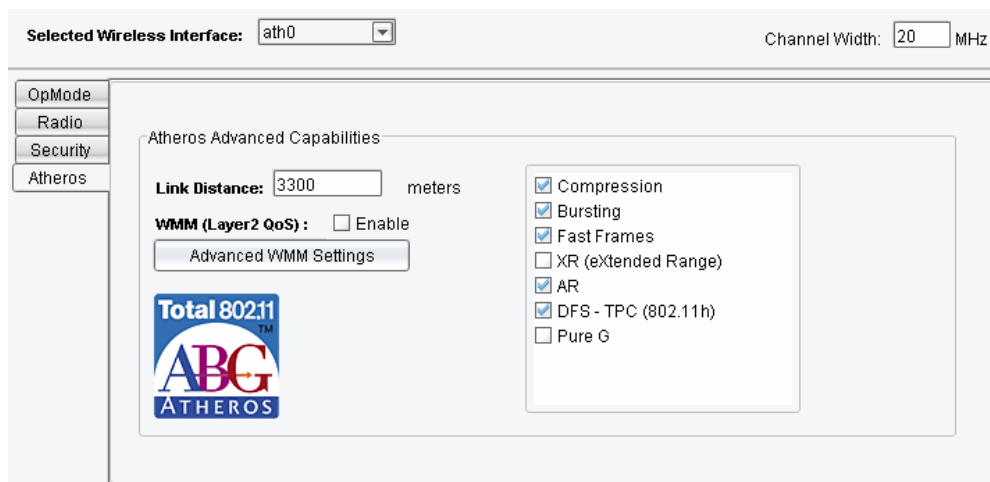 Selected Wireless Interface: ath0
Channel Width: 20 MHz
OpMode
Radio
Security
Atheros
Atheros Advanced Capabilities
Link Distance: 3300 meters
WMM (Layer2 QoS) : Enable
Advanced WMM Settings
Total 802.11
TM
ABG
ATHEROS
Compression
Bursting
Fast Frames
XR (eXtended Range)
AR
DFS - TPC (802.11h)
Pure G